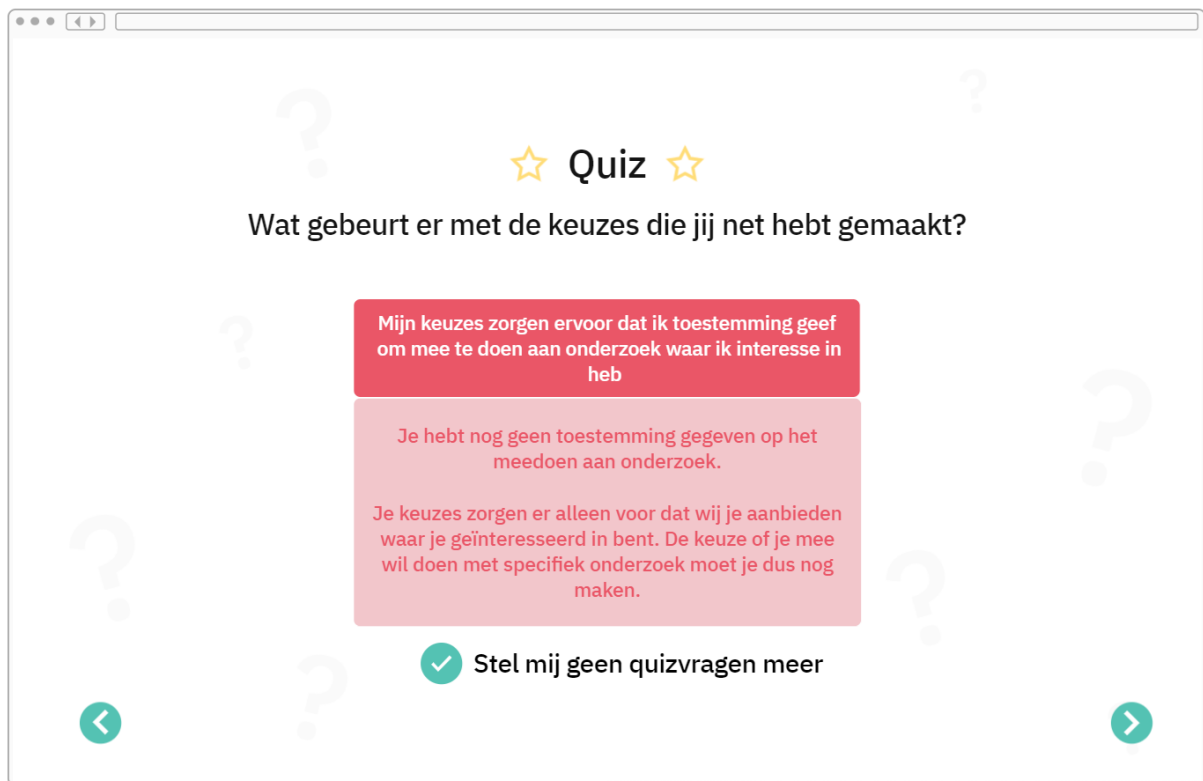 Quiz
Wat gebeurt er met de keuzes die jij net hebt gemaakt?
Mijn keuzes zorgen ervoor dat ik toestemming geef
om mee te doen aan onderzoek waar ik interesse in
heb
Je hebt nog geen toestemming gegeven op het
meedoen aan onderzoek.
Je keuzes zorgen er alleen voor dat wij je aanbieden
waar je geïnteresseerd in bent. De keuze of je mee
wil doen met specifiek onderzoek moet je dus nog
maken.
Stel mij geen quizvragen meer